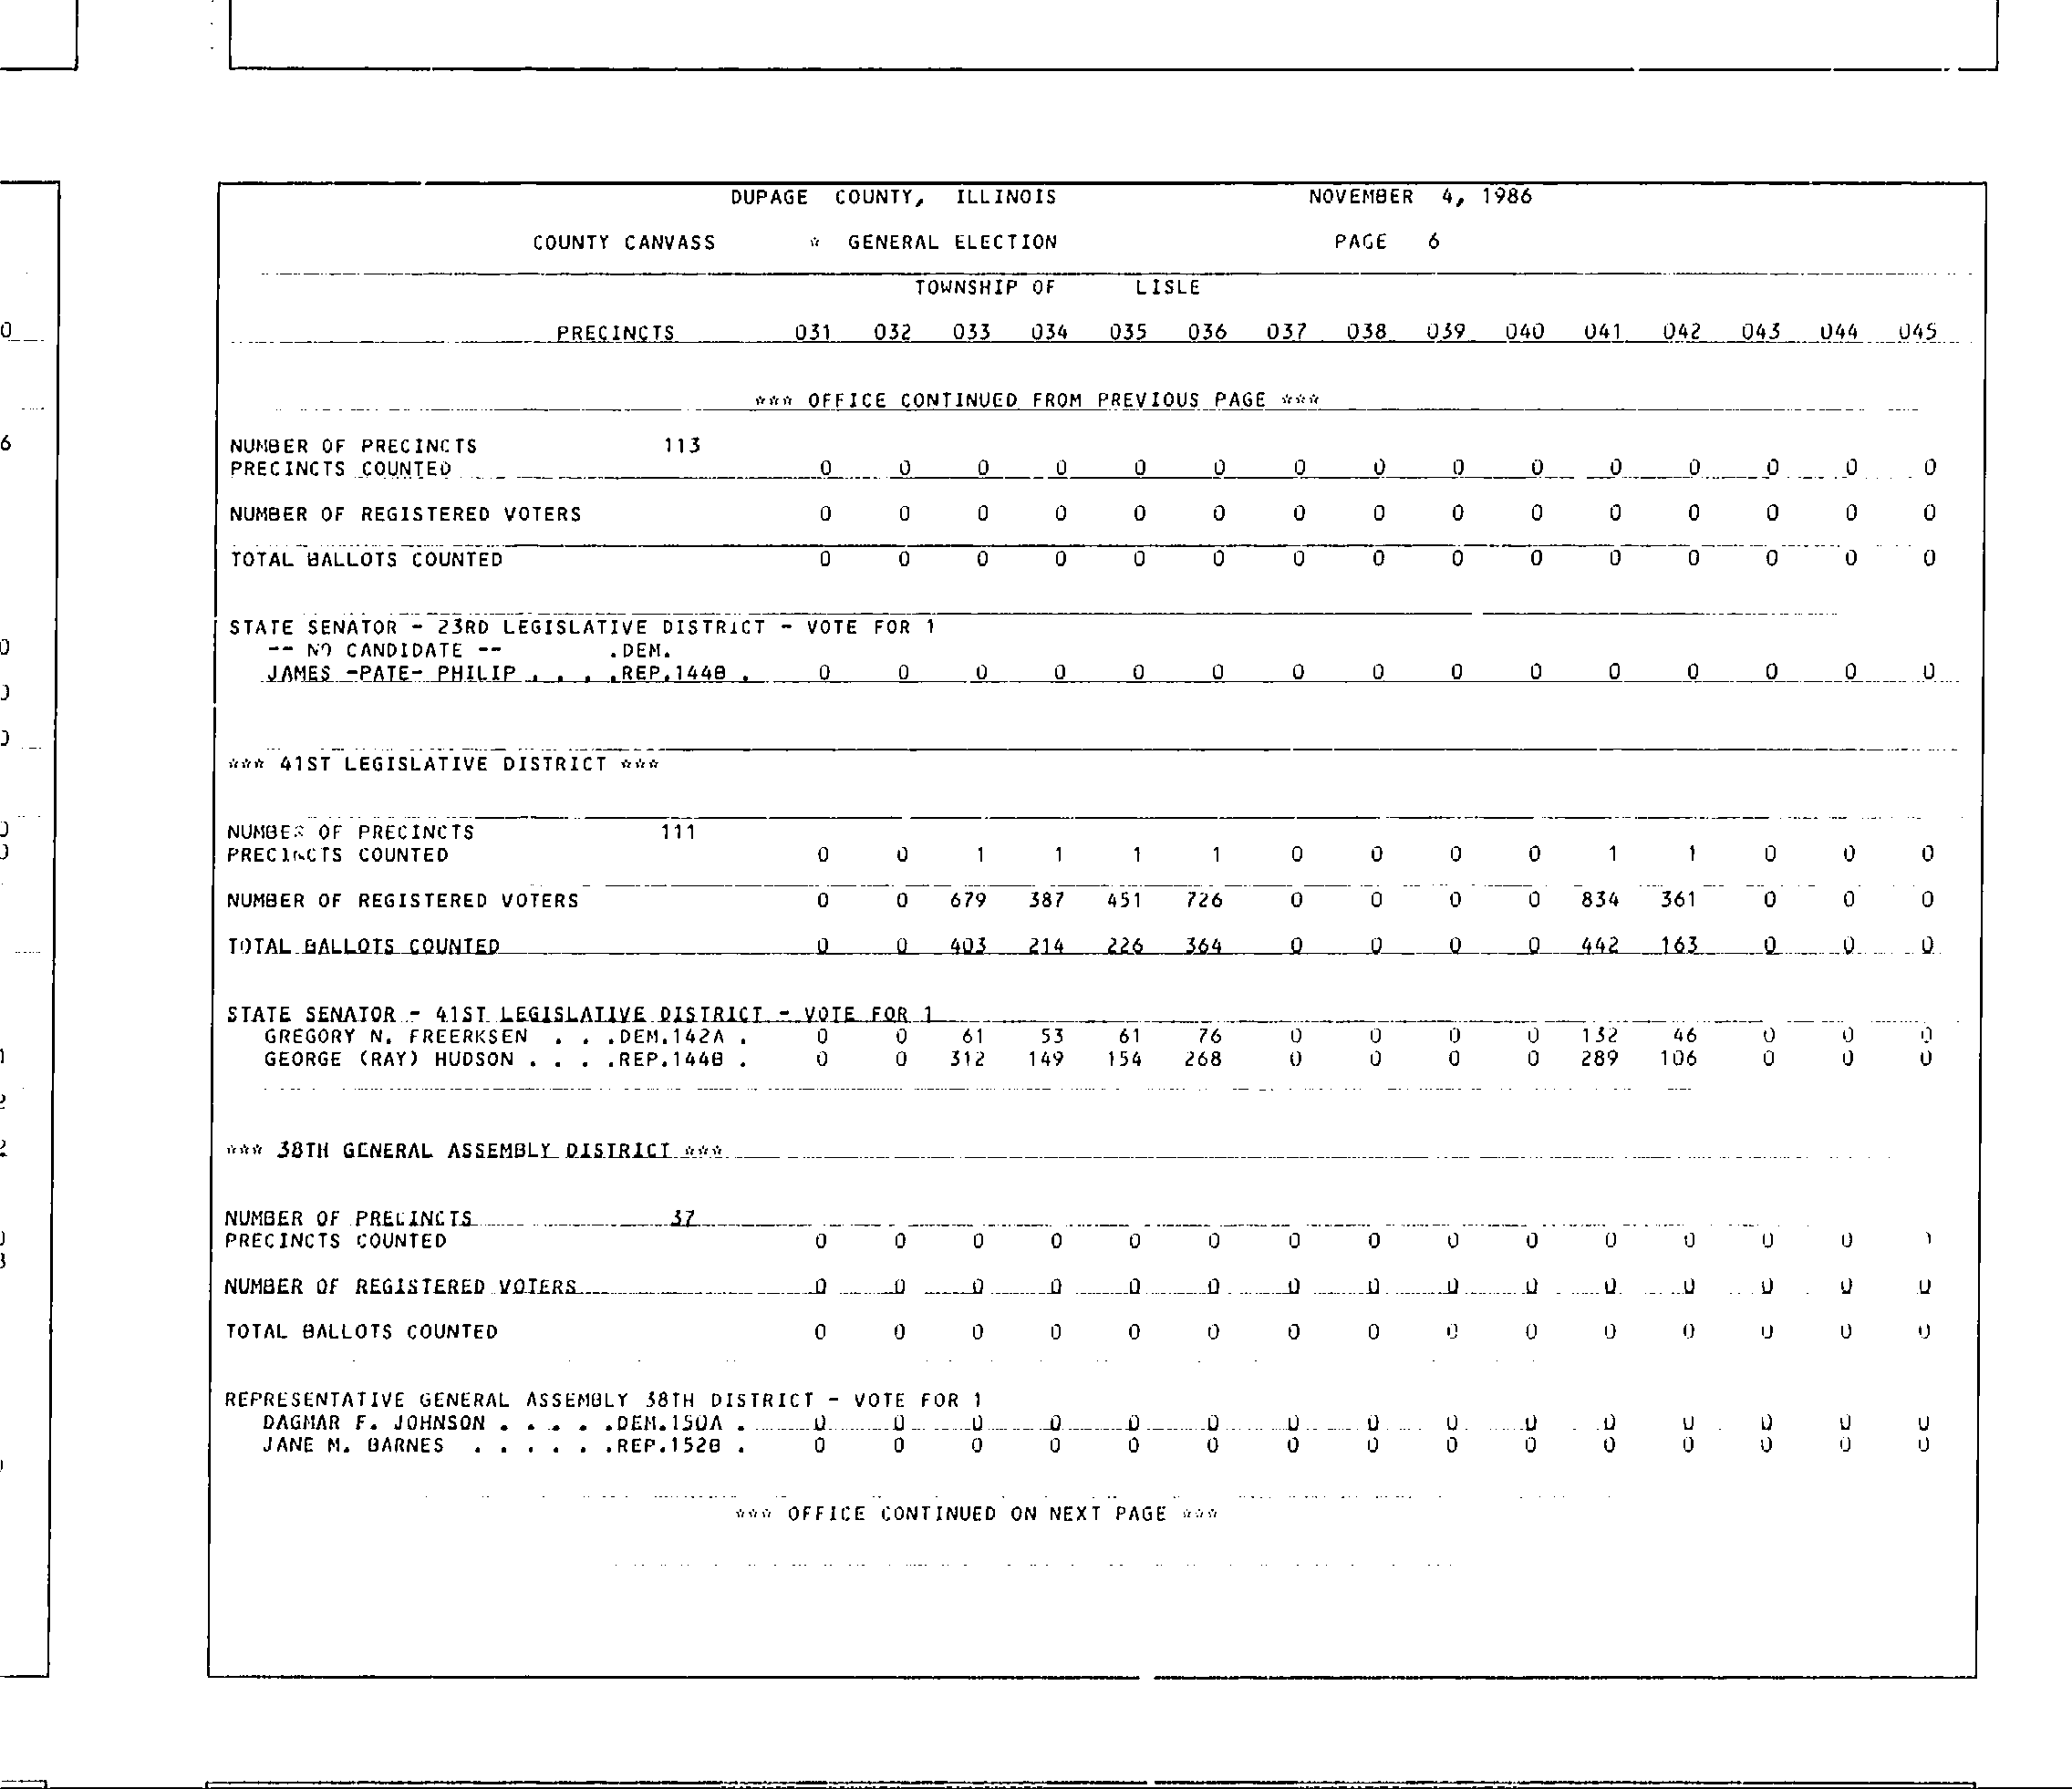 DUPAGE COUNTY, ILLINOIS NOVEMBER 4, 1986
COUNTY CANVASS * GENERAL ELECTION PAGE 6
TOWNSHIP OF LISLE
PRECINCTS 031 032 033 034 035 036 037 038 039 040 041 042 043 044 045
*** OFFICE CONTINUED FROM PREVIOUS PAGE ***
NUMBER OF PRECINCTS 113
PRECINCTS COUNTED 0 0 0 0 0 0 0 0 0 0 0 0 0 0 0
NUMBER OF REGISTERED VOTERS 0 0 0 0 0 0 0 0 0 0 0 0 0 0 0
TOTAL BALLOTS COUNTED 0 0 0 0 0 0 0 0 0 0 0 0 0 0 0
STATE SENATOR - 23RD LEGISLATIVE DISTRICT - VOTE FOR 1
-- NO CANDIDATE -- .DEM.
JAMES -PATE- PHILIP . . . .REP.144B . 0 0 0 0 0 0 0 0 0 0 0 0 0 0 0
*** 41ST LEGISLATIVE DISTRICT ***
NUMBER OF PRECINCTS 111
PRECINCTS COUNTED 0 0 1 1 1 1 0 0 0 0 1 1 0 0 0
NUMBER OF REGISTERED VOTERS 0 0 679 387 451 726 0 0 0 0 834 361 0 0 0
TOTAL BALLOTS COUNTED 0 0 403 214 226 364 0 0 0 0 442 163 0 0 0
STATE SENATOR - 41ST LEGISLATIVE DISTRICT - VOTE FOR 1
GREGORY N. FREERKSEN . . .DEM.142A . 0 0 61 53 61 76 0 0 0 0 132 46 0 0 0
GEORGE (RAY) HUDSON . . . .REP.144B . 0 0 312 149 154 268 0 0 0 0 289 106 0 0 0
*** 38TH GENERAL ASSEMBLY DISTRICT ***
NUMBER OF PRECINCTS 37
PRECINCTS COUNTED 0 0 0 0 0 0 0 0 0 0 0 0 0 0
NUMBER OF REGISTERED VOTERS 0 0 0 0 0 0 0 0 0 0 0 0 0 0 0
TOTAL BALLOTS COUNTED 0 0 0 0 0 0 0 0 0 0 0 0 0 0 0
REPRESENTATIVE GENERAL ASSEMBLY 38TH DISTRICT - VOTE FOR 1
DAGMAR F. JOHNSON . . . . .DEM.150A . 0 0 0 0 0 0 0 0 0 0 0 0 0 0 0
JANE M. BARNES . . . . . .REP.152B . 0 0 0 0 0 0 0 0 0 0 0 0 0 0 0
*** OFFICE CONTINUED ON NEXT PAGE ***